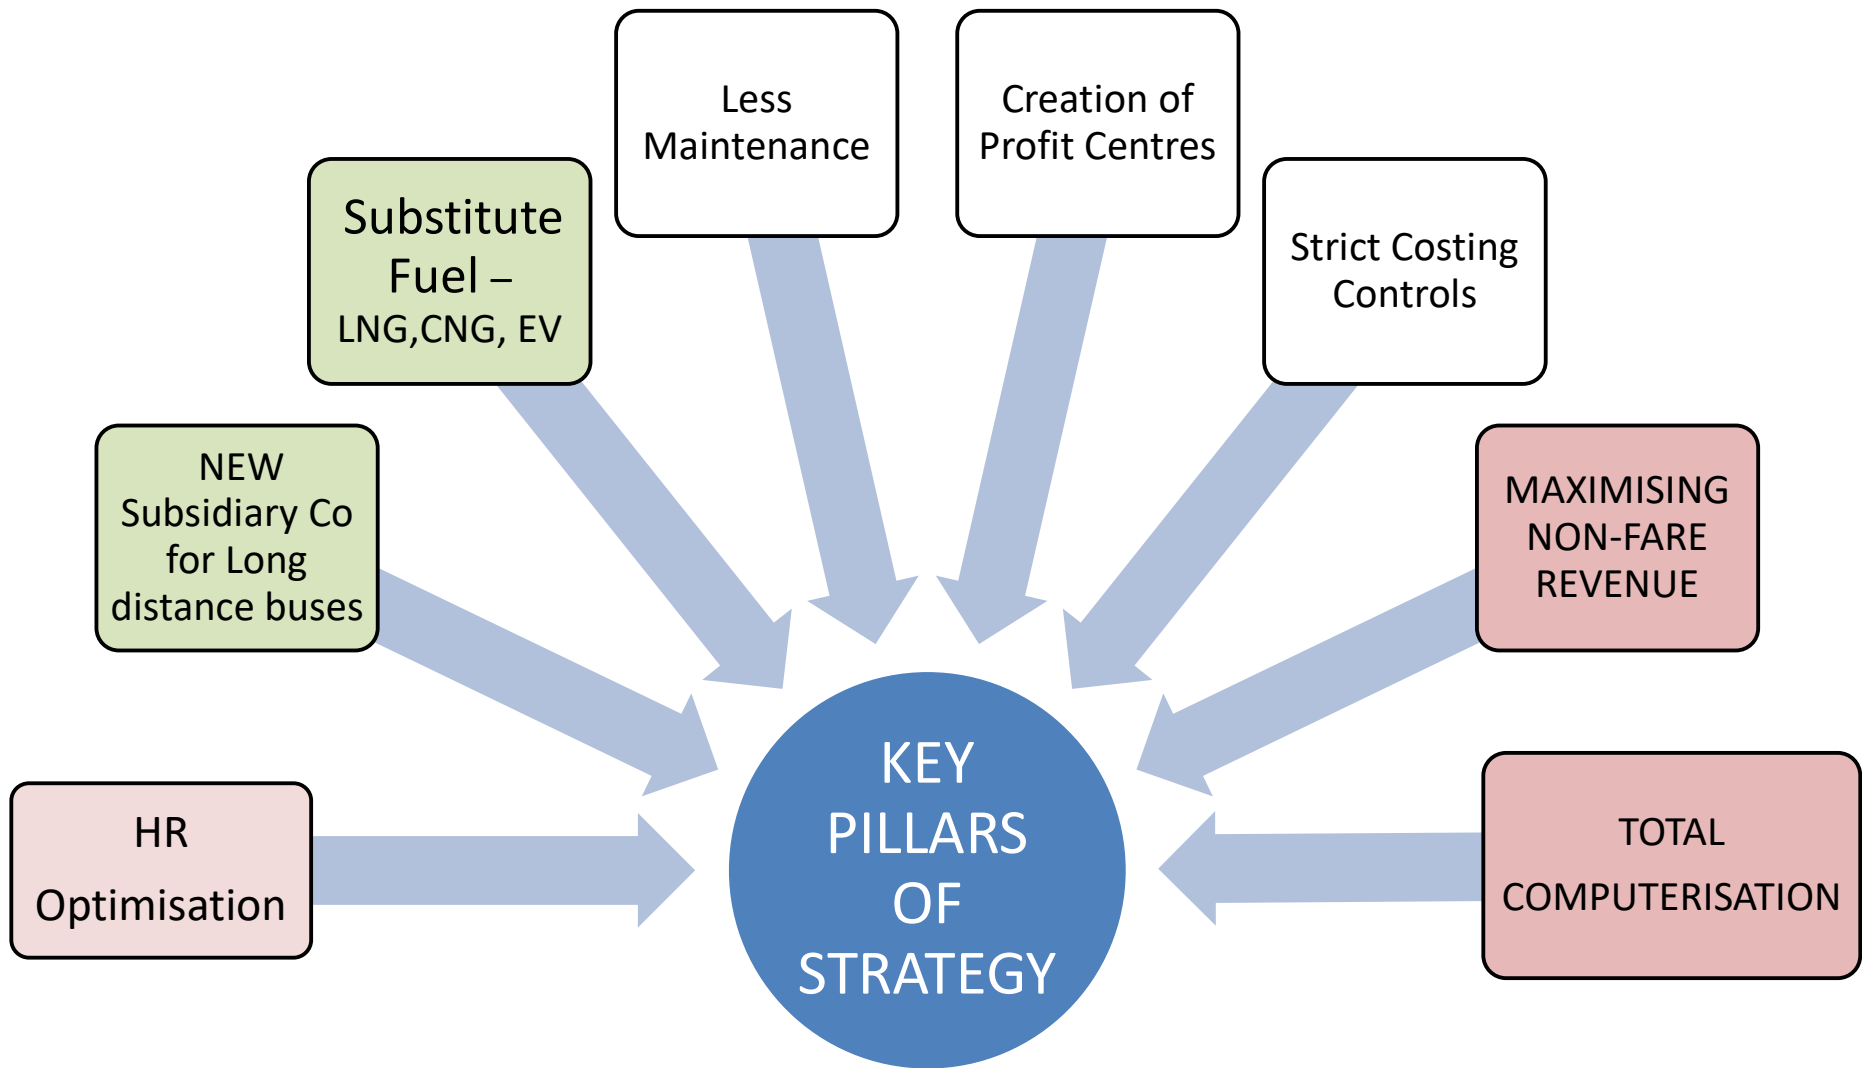 Less
Maintenance
Creation of
Profit Centres
Substitute
Fuel –
LNG,CNG, EV
Strict Costing
Controls
NEW
Subsidiary Co
for Long
distance buses
MAXIMISING
NON-FARE
REVENUE
HR
Optimisation
KEY
PILLARS
OF
STRATEGY
TOTAL
COMPUTERISATION